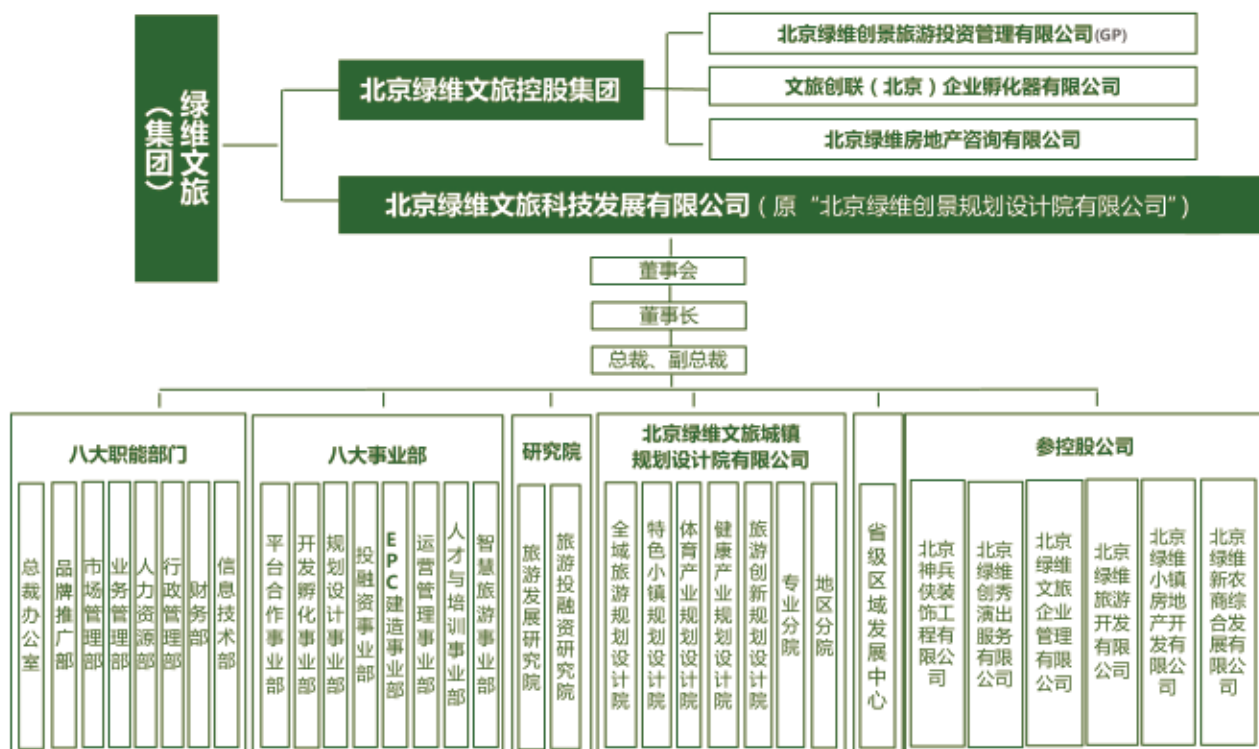 绿维文旅
（集团）
北京绿维文旅控股集团
北京绿维创景旅游投资管理有限公司(GP)
文旅创联（北京）企业孵化器有限公司
北京绿维房地产咨询有限公司
北京绿维文旅科技发展有限公司（原“北京绿维创景规划设计院有限公司”）
董事会
董事长
总裁、副总裁
八大职能部门
总裁办公室
品牌推广部
市场管理部
业务管理部
人力资源部
行政管理部
财务部
信息技术部
八大事业部
平台合作事业部
开发孵化事业部
规划设计事业部
投融资事业部
EPC建造事业部
运营管理事业部
人才与培训事业部
智慧旅游事业部
研究院
旅游发展研究院
旅游投融资研究院
北京绿维文旅城镇
规划设计院有限公司
全域旅游规划设计院
特色小镇规划设计院
体育产业规划设计院
健康产业规划设计院
旅游创新规划设计院
专业分院
地区分院
省级区域发展中心
参控股公司
北京神兵侠装饰工程有限公司
北京绿维创秀演出服务有限公司
北京绿维文旅企业管理有限公司
北京绿维旅游开发有限公司
北京绿维小镇房地产开发有限公司
北京绿维新农商综合发展有限公司